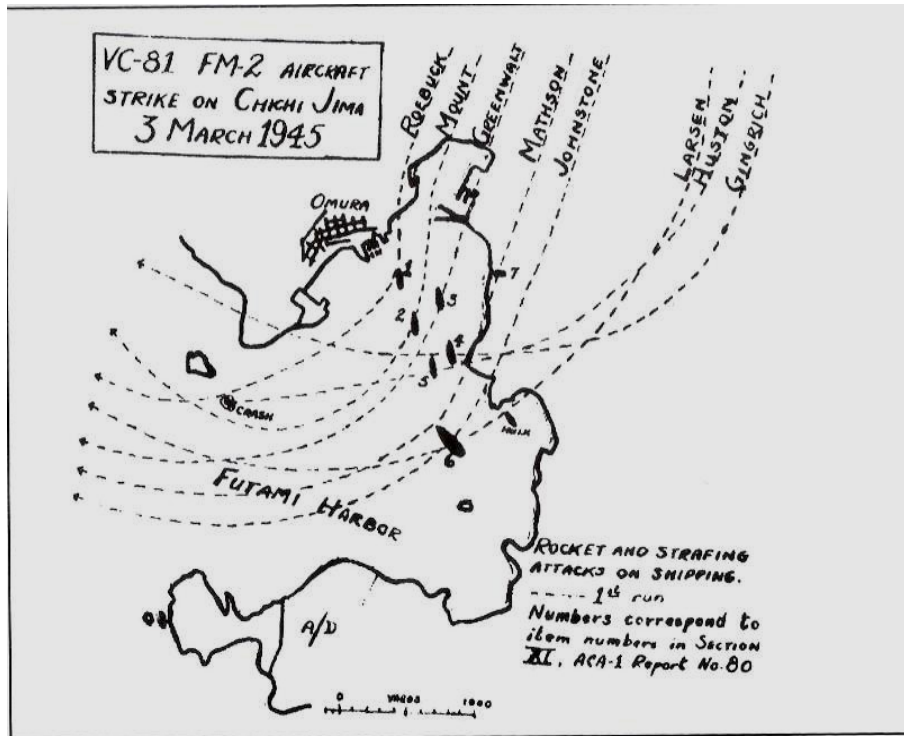 VC-81 FM-2 AIRCRAFT
STRIKE ON CHICHI JIMA
3 MARCH 1945
ROEBUCK
MOUNT
GREENWALT
MATHSON
JOHNSTONE
LARSEN
HUSTON
GINGRICH
OMURA
1
2
3
7
4
5
CRASH
HULK
6
FUTAMI HARBOR
ROCKET AND STRAFING
ATTACKS ON SHIPPING.
1th run
Numbers correspond to
item numbers in SECTION
XI, ACA-1 Report No. 80
A/D
0 YARDS 1000